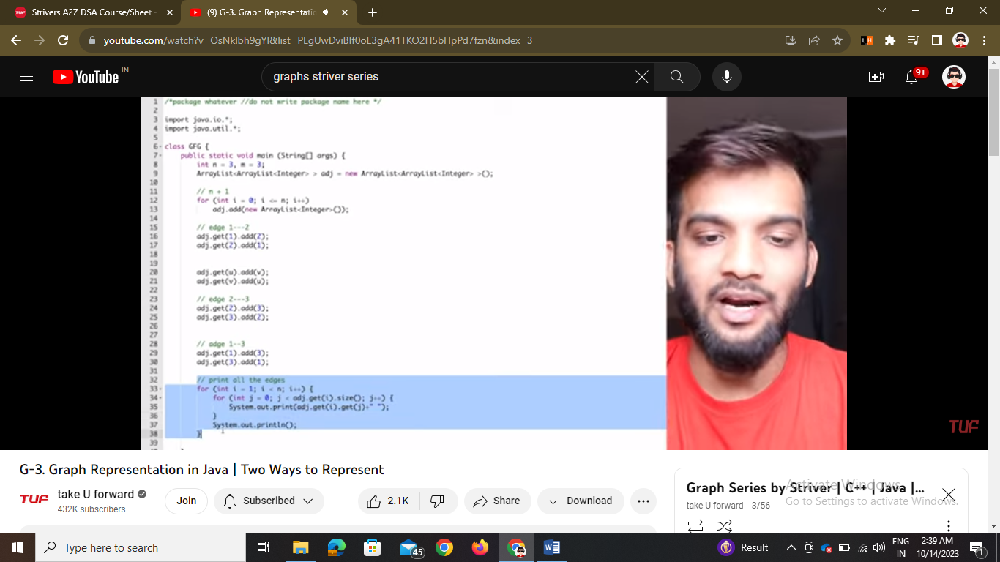 Strivers A2Z DSA Course/Sheet -
(9) G-3. Graph Representatic
youtube.com/watch?v=OsNklbh9gYI&list=PLgUwDviBIf0oE3gA41TKO2H5bHpPd7fzn&index=3
LH
YouTube IN
graphs striver series
9+
1 /*package whatever //do not write package name here */
2
3 import java.io.*;
4 import java.util.*;
5
6 class GFG {
7 public static void main (String[] args) {
8 int n = 3, m = 3;
9 ArrayList<ArrayList<Integer> > adj = new ArrayList<ArrayList<Integer> >();
10
11 // n + 1
12 for (int i = 0; i <= n; i++)
13 adj.add(new ArrayList<Integer>());
14
15 // edge 1---2
16 adj.get(1).add(2);
17 adj.get(2).add(1);
18
19
20 adj.get(u).add(v);
21 adj.get(v).add(u);
22
23 // edge 2---3
24 adj.get(2).add(3);
25 adj.get(3).add(2);
26
27
28 // adge 1--3
29 adj.get(1).add(3);
30 adj.get(3).add(1);
31
32 // print all the edges
33 for (int i = 1; i < n; i++) {
34 for (int j = 0; j < adj.get(i).size(); j++) {
35 System.out.print(adj.get(i).get(j)+" ");
36 }
37 System.out.println();
38 }
39
TUF
G-3. Graph Representation in Java | Two Ways to Represent
TUF
take U forward
432K subscribers
Join
Subscribed
2.1K
Share
Download
Graph Series by Striver | C++ | Java |...
take U forward - 3/56
Activate Windows
Go to Settings to activate Windows.
Type here to search
45
Result
ENG
IN
2:39 AM
10/14/2023
1